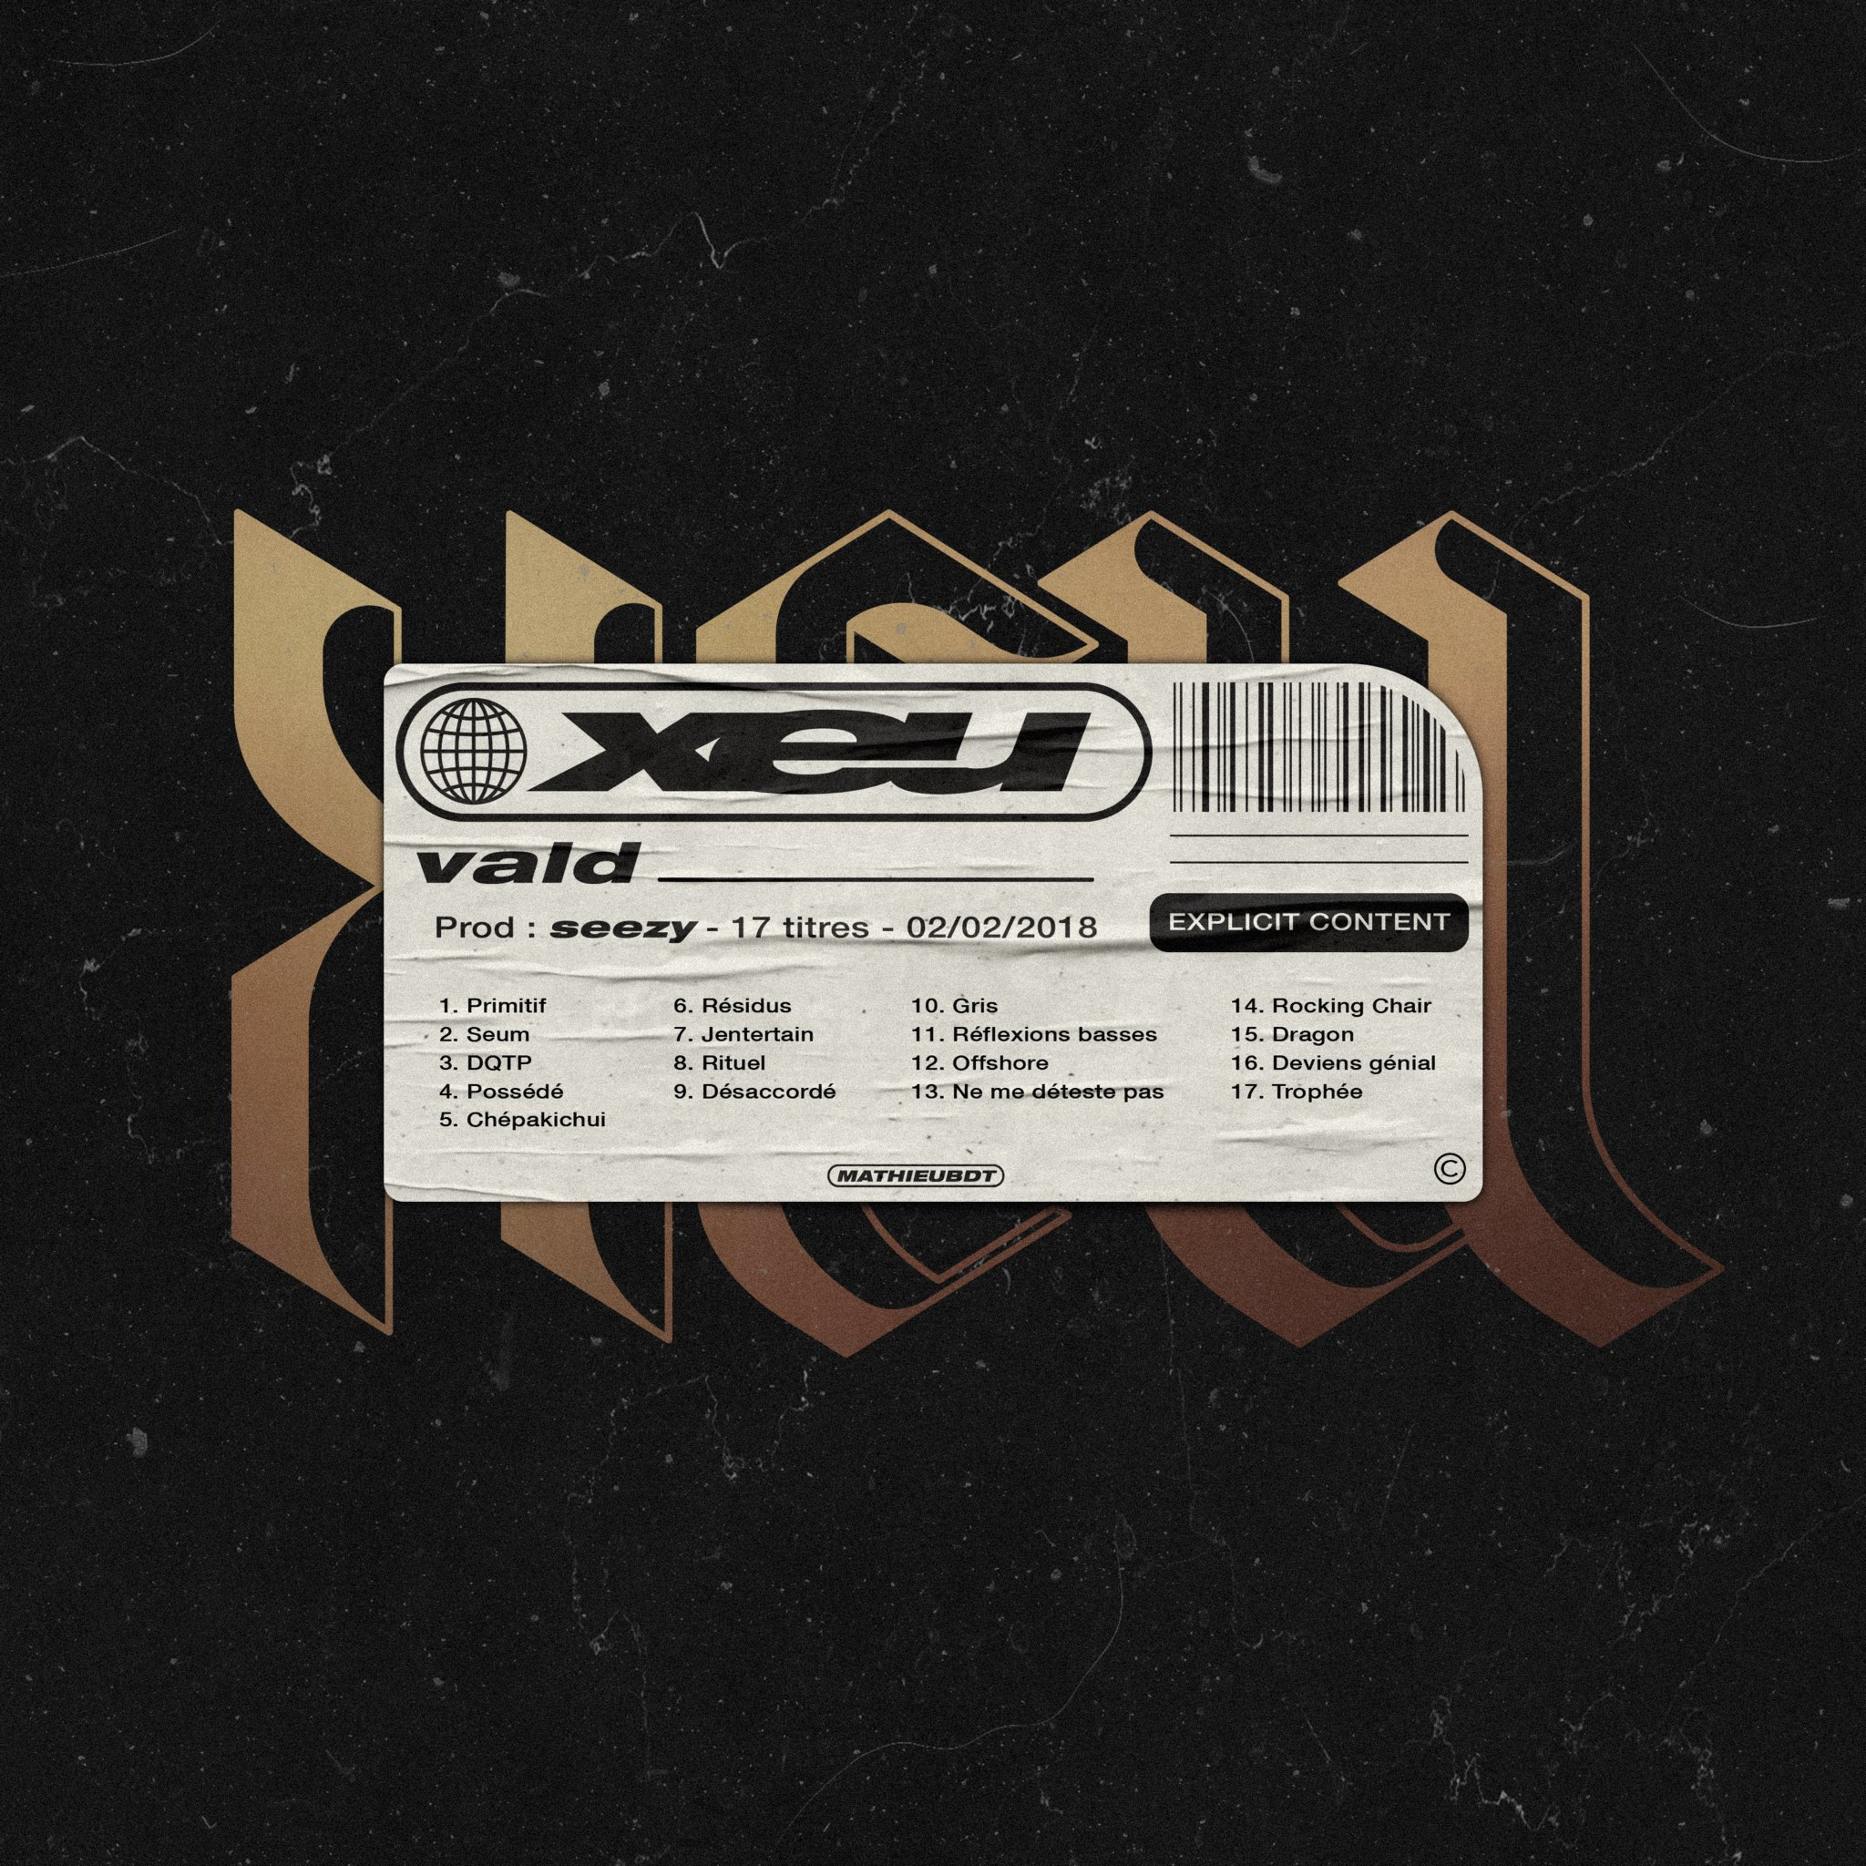 xeu
xeu
vald
Prod : seezy - 17 titres - 02/02/2018
EXPLICIT CONTENT
1. Primitif
2. Seum
3. DQTP
4. Possédé
5. Chépakichui
6. Résidus
7. Jentertain
8. Rituel
9. Désaccordé
10. Gris
11. Réflexions basses
12. Offshore
13. Ne me déteste pas
14. Rocking Chair
15. Dragon
16. Deviens génial
17. Trophée
MATHIEUBDT
©